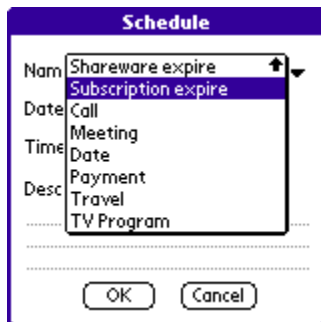 Schedule
Nam
Shareware expire
Subscription expire
Date
Call
Meeting
Time
Date
Payment
Desc
Travel
TV Program
OK
Cancel